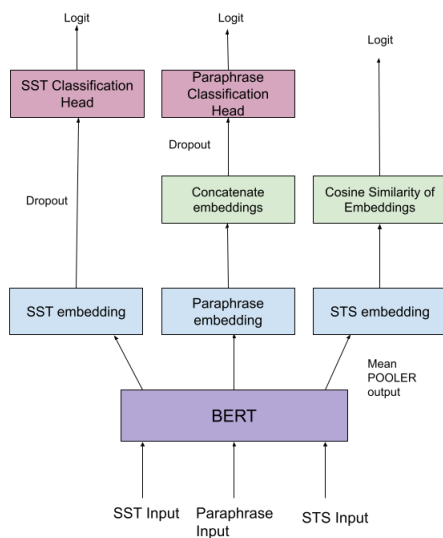 Logit
Logit
Logit
SST Classification
Head
Paraphrase
Classification
Head
Dropout
Dropout
Concatenate
embeddings
Cosine Similarity of
Embeddings
SST embedding
Paraphrase
embedding
STS embedding
Mean
POOLER
output
BERT
SST Input
Paraphrase
Input
STS Input